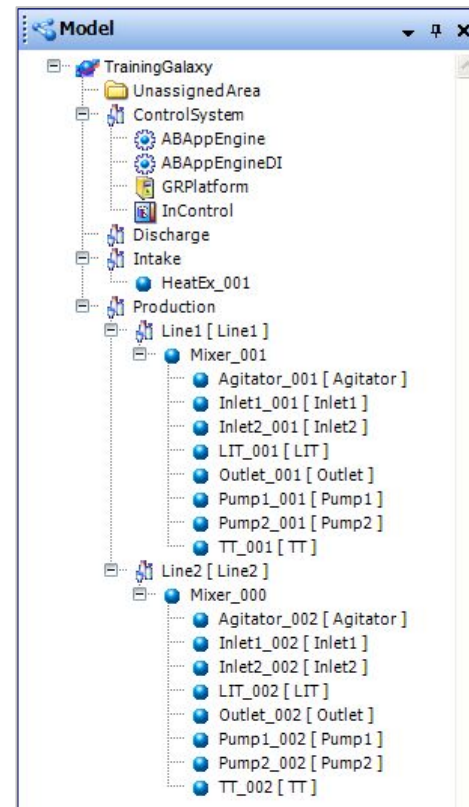 Model
TrainingGalaxy
UnassignedArea
ControlSystem
ABAppEngine
ABAppEngineDI
GRPlatform
InControl
Discharge
Intake
HeatEx_001
Production
Line1 [ Line1 ]
Mixer_001
Agitator_001 [ Agitator ]
Inlet1_001 [ Inlet1 ]
Inlet2_001 [ Inlet2 ]
LIT_001 [ LIT ]
Outlet_001 [ Outlet ]
Pump1_001 [ Pump1 ]
Pump2_001 [ Pump2 ]
TT_001 [ TT ]
Line2 [ Line2 ]
Mixer_000
Agitator_002 [ Agitator ]
Inlet1_002 [ Inlet1 ]
Inlet2_002 [ Inlet2 ]
LIT_002 [ LIT ]
Outlet_002 [ Outlet ]
Pump1_002 [ Pump1 ]
Pump2_002 [ Pump2 ]
TT_002 [ TT ]